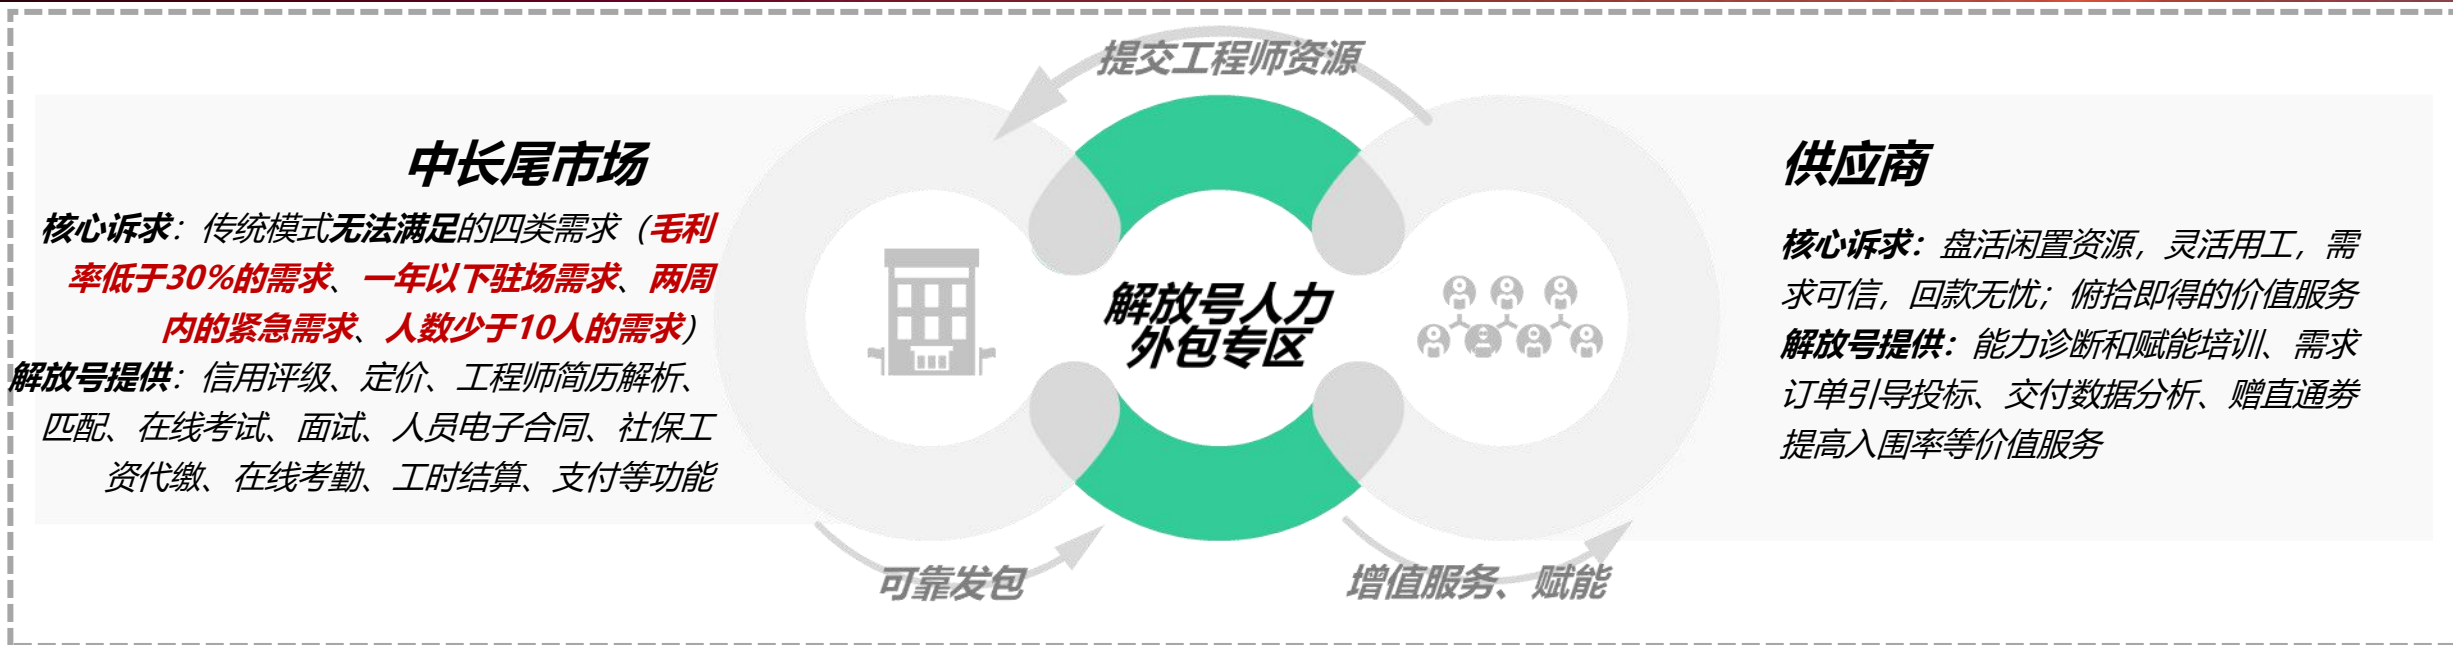 提交工程师资源
中长尾市场
核心诉求：传统模式无法满足的四类需求（毛利
率低于30%的需求、一年以下驻场需求、两周
内的紧急需求、人数少于10人的需求）
解放号提供：信用评级、定价、工程师简历解析、
匹配、在线考试、面试、人员电子合同、社保工
资代缴、在线考勤、工时结算、支付等功能
解放号人力
外包专区
供应商
核心诉求：盘活闲置资源，灵活用工，需
求可信，回款无忧；俯拾即得的价值服务
解放号提供：能力诊断和赋能培训、需求
订单引导投标、交付数据分析、赠直通劵
提高入围率等价值服务
可靠发包
增值服务、赋能